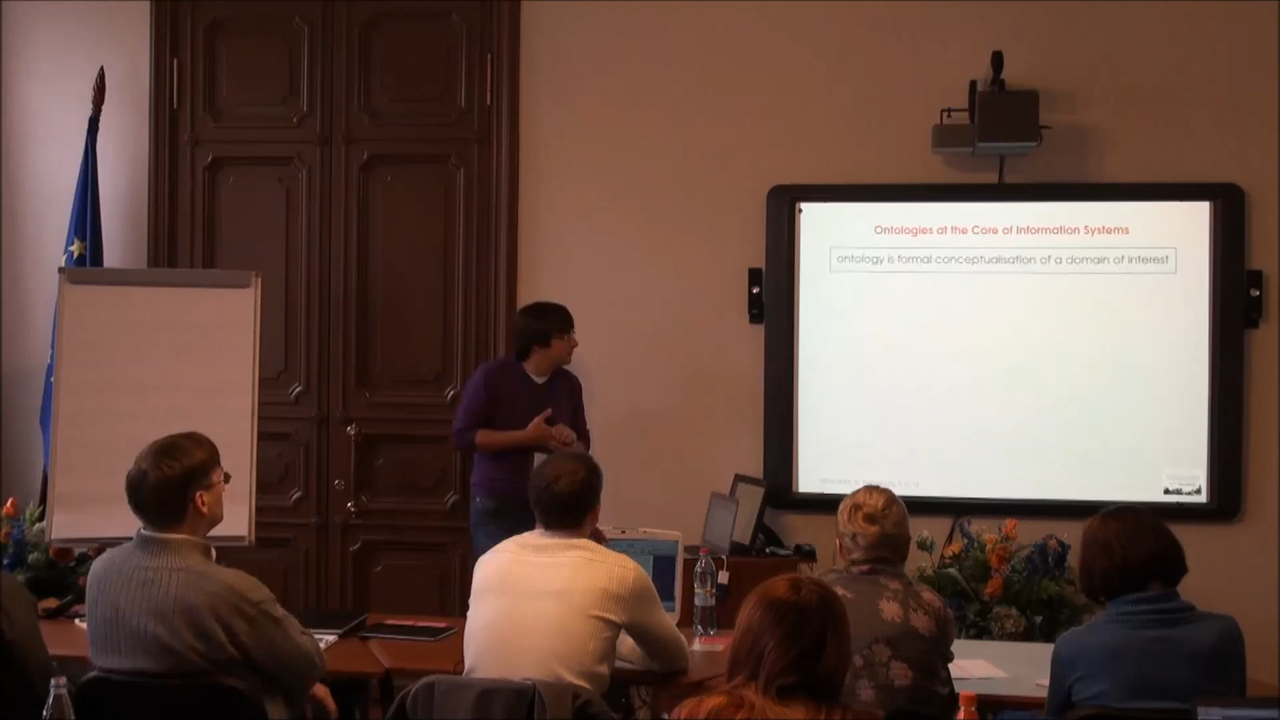 Ontologies at the Core of Information Systems
ontology is formal conceptualisation of a domain of interest